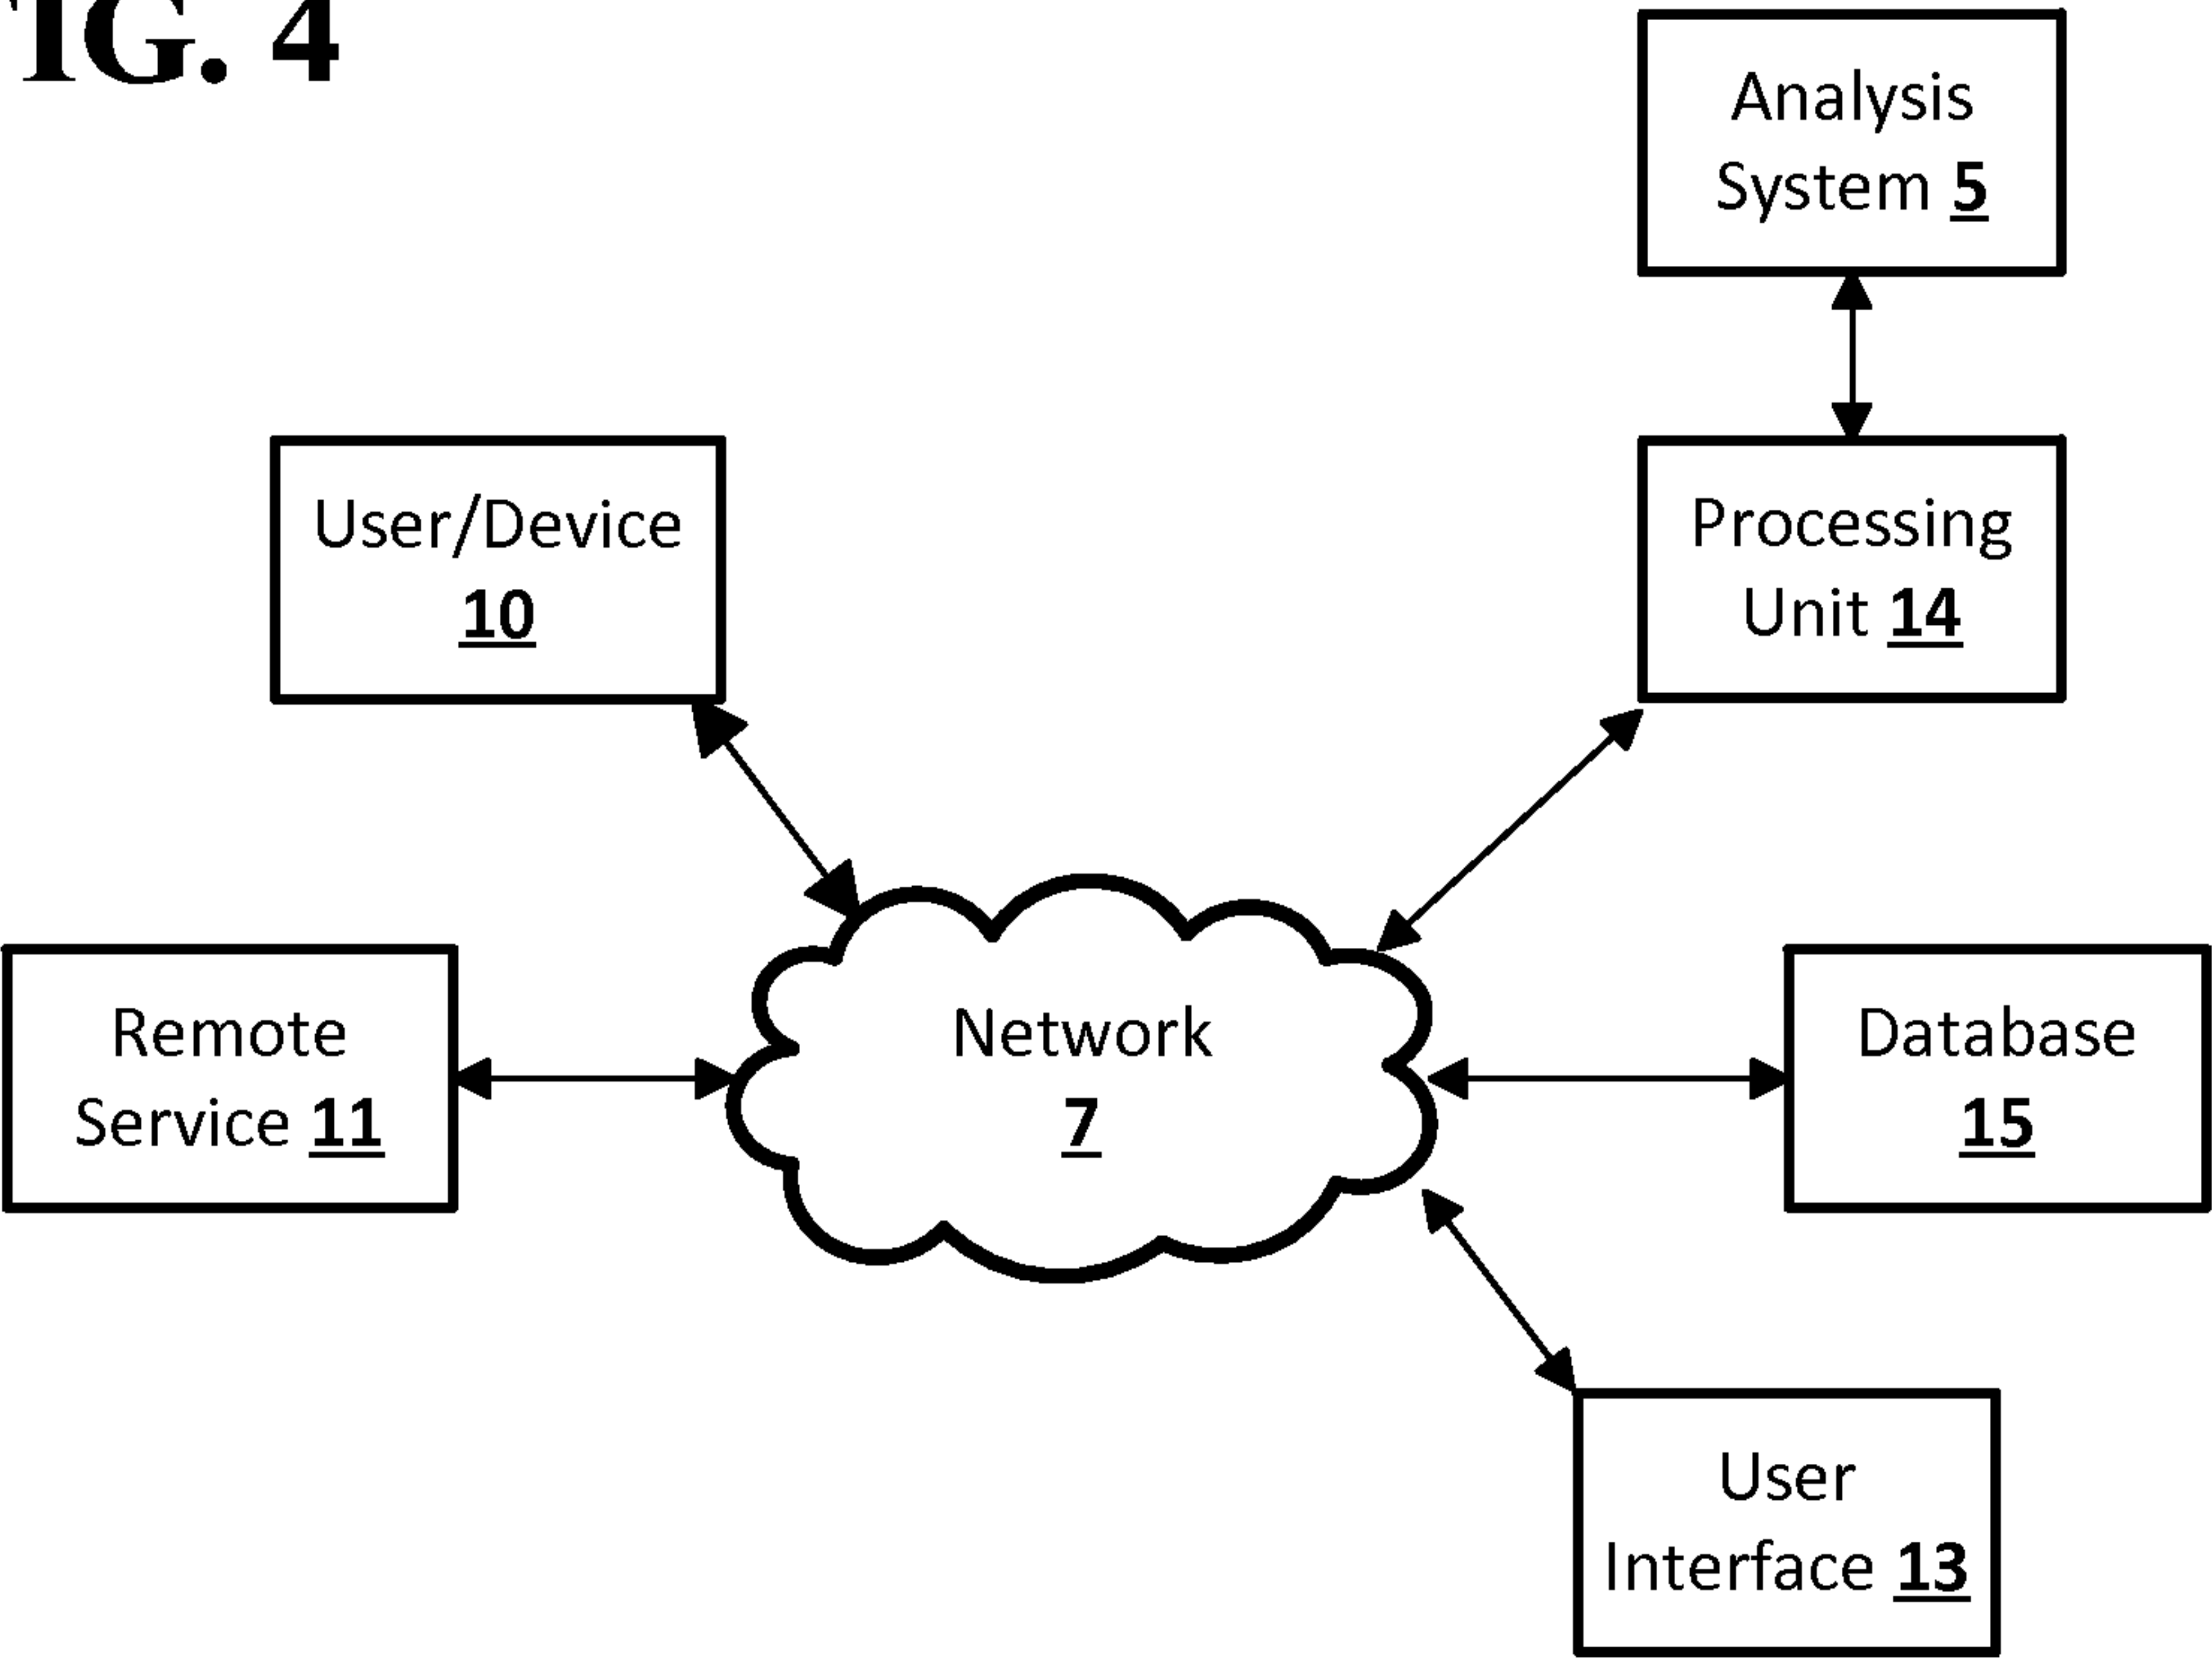 IG. 4
Analysis
System 5
User/Device
10
Processing
Unit 14
Remote
Service 11
Network
7
Database
15
User
Interface 13